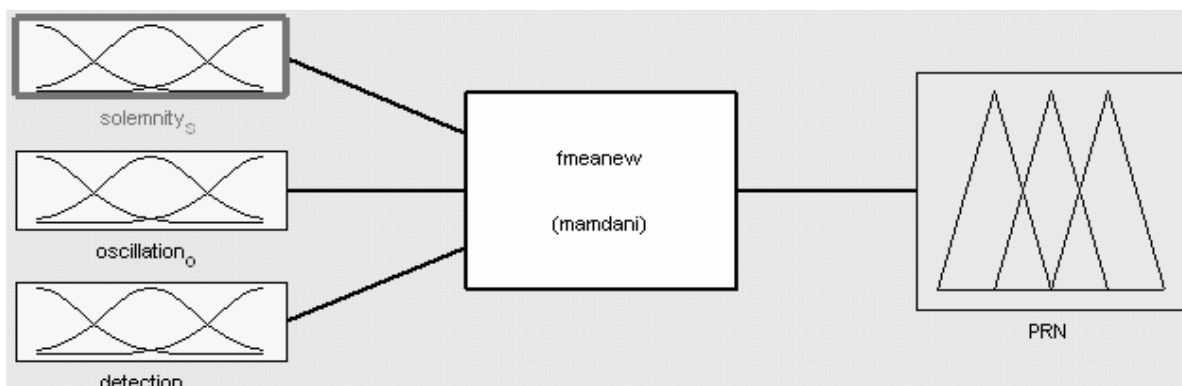 solemnity_S
fmeanew
(mamdani)
oscillation_O
PRN
detection